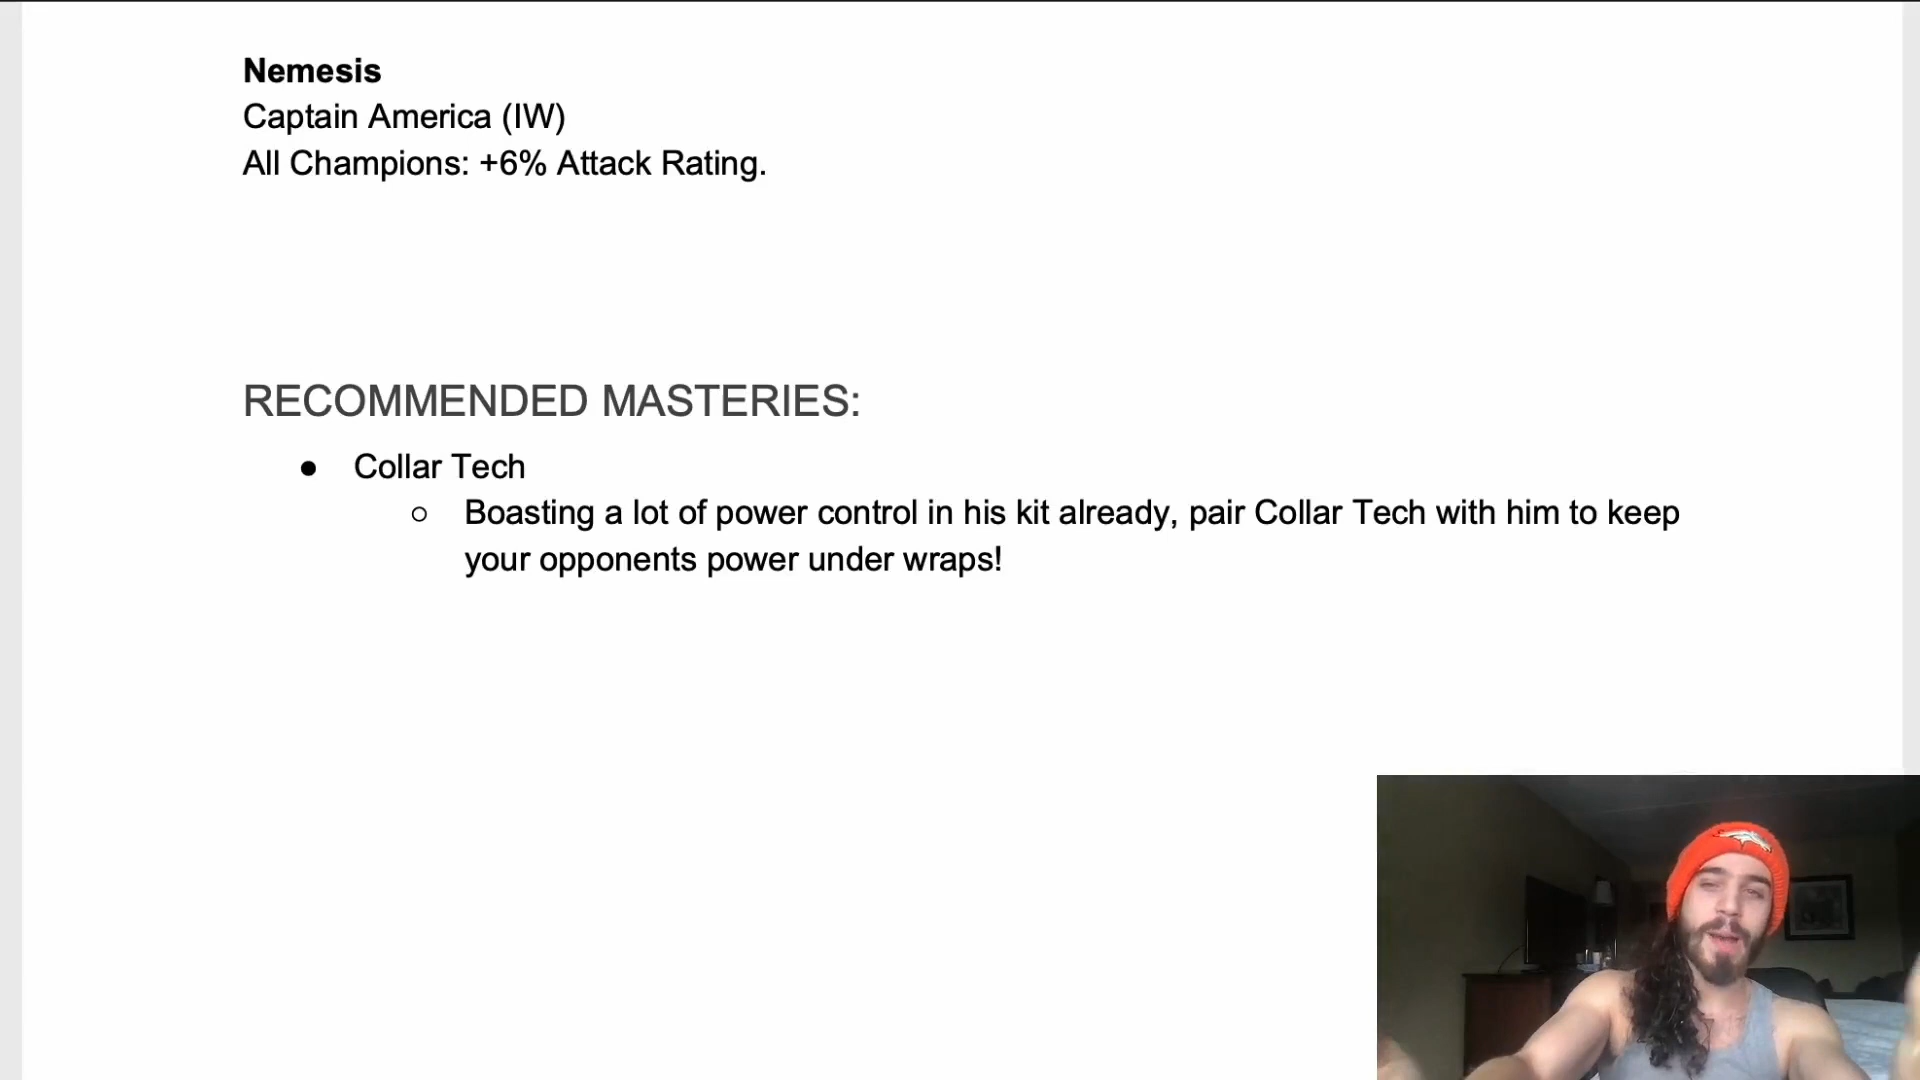 Nemesis
Captain America (IW)
All Champions: +6% Attack Rating.
RECOMMENDED MASTERIES:
● Collar Tech
○ Boasting a lot of power control in his kit already, pair Collar Tech with him to keep
your opponents power under wraps!